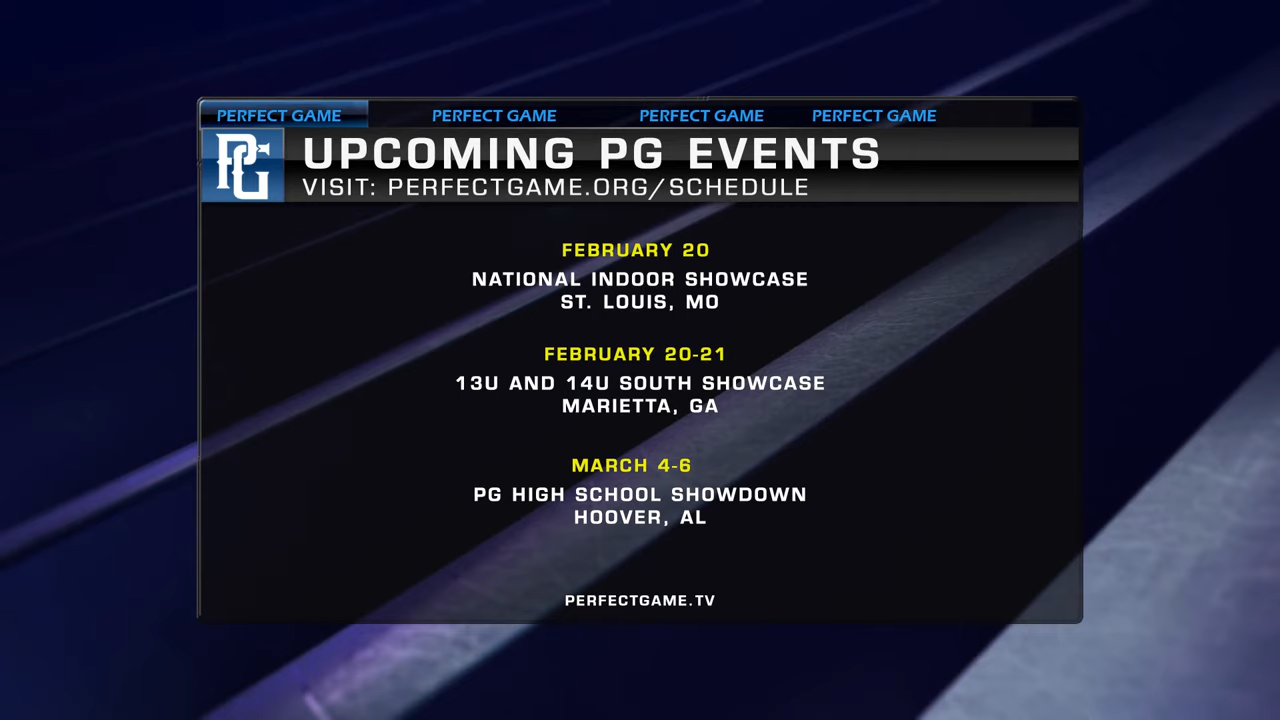 PERFECT GAME PERFECT GAME PERFECT GAME PERFECT GAME
PG
UPCOMING PG EVENTS
VISIT: PERFECTGAME.ORG/SCHEDULE
FEBRUARY 20
NATIONAL INDOOR SHOWCASE
ST. LOUIS, MO
FEBRUARY 20-21
13U AND 14U SOUTH SHOWCASE
MARIETTA, GA
MARCH 4-6
PG HIGH SCHOOL SHOWDOWN
HOOVER, AL
PERFECTGAME.TV